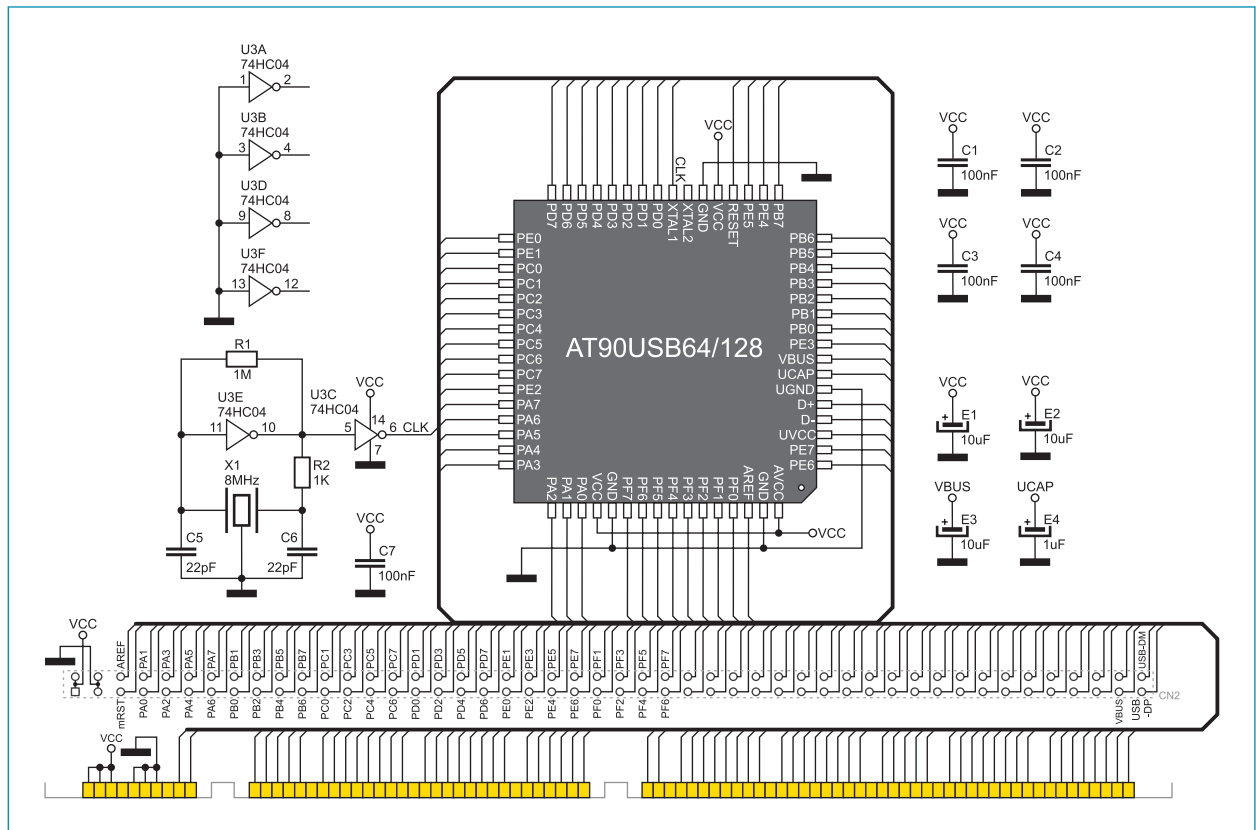 U3A
74HC04
1 2
U3B
74HC04
3 4
U3D
74HC04
9 8
U3F
74HC04
13 12
R1
1M
U3E
74HC04
11 10
U3C
74HC04
VCC
14
5 6 CLK
7
X1
8MHz
R2
1K
C5
22pF
C6
22pF
VCC
C7
100nF
VCC
CLK
PD7 PD6 PD5 PD4 PD3 PD2 PD1 PD0 XTAL1 XTAL2 GND VCC RESET PE5 PE4 PB7
PE0
PE1
PC0
PC1
PC2
PC3
PC4
PC5
PC6
PC7
PE2
PA7
PA6
PA5
PA4
PA3
AT90USB64/128
PB6
PB5
PB4
PB3
PB2
PB1
PB0
PE3
VBUS
UCAP
UGND
D+
D-
UVCC
PE7
PE6
PA2 PA1 PA0 VCC GND PF7 PF6 PF5 PF4 PF3 PF2 PF1 PF0 AREF GND AVCC
VCC
VCC
C1
100nF
VCC
C2
100nF
VCC
C3
100nF
VCC
C4
100nF
VCC
+ E1
10uF
VCC
+ E2
10uF
VBUS
+ E3
10uF
UCAP
+ E4
1uF
VCC
AREF PA1 PA3 PA5 PA7 PB1 PB3 PB5 PB7 PC1 PC3 PC5 PC7 PD1 PD3 PD5 PD7 PE1 PE3 PE5 PE7 PF1 PF3 PF5 PF7 USB-DM
mRST PA0 PA2 PA4 PA6 PB0 PB2 PB4 PB6 PC0 PC2 PC4 PC6 PD0 PD2 PD4 PD6 PE0 PE2 PE4 PE6 PF0 PF2 PF4 PF6 VBUS USB -DP
CN2
VCC